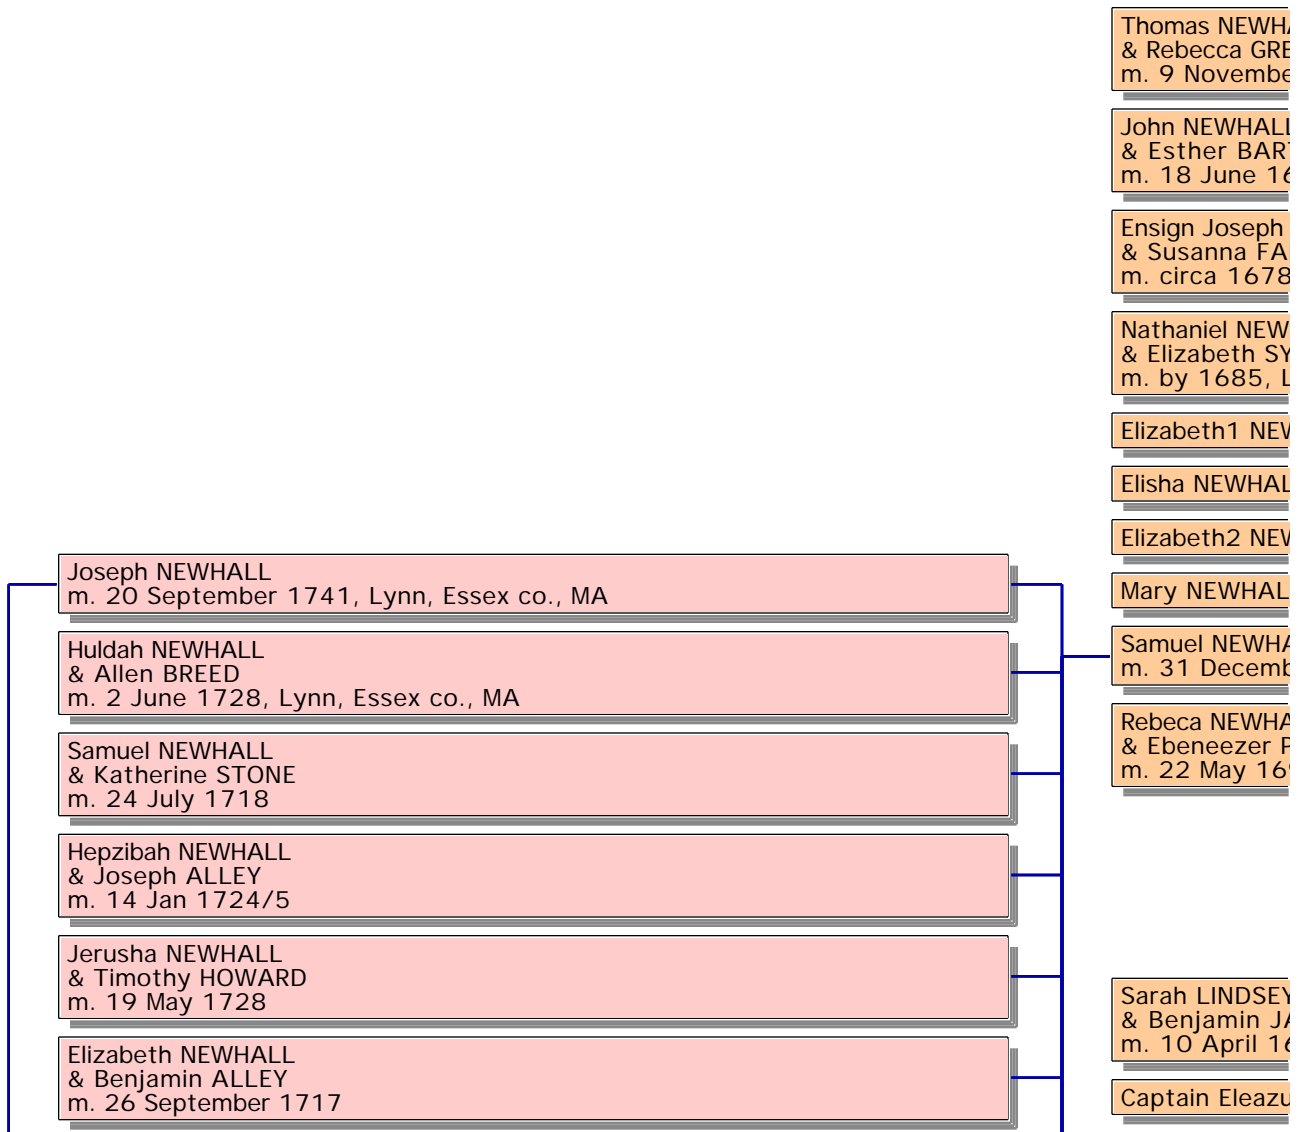 Thomas NEWHA
& Rebecca GRE
m. 9 Novembe
John NEWHALL
& Esther BAR
m. 18 June 16
Ensign Joseph
& Susanna FA
m. circa 1678
Nathaniel NEW
& Elizabeth SY
m. by 1685, L
Elizabeth1 NEW
Elisha NEWHAL
Elizabeth2 NEW
Mary NEWHAL
Samuel NEWHA
m. 31 Decemb
Rebeca NEWHA
& Ebeneezer P
m. 22 May 169
Sarah LINDSEY
& Benjamin JA
m. 10 April 16
Captain Eleazu
Joseph NEWHALL
m. 20 September 1741, Lynn, Essex co., MA
Huldah NEWHALL
& Allen BREED
m. 2 June 1728, Lynn, Essex co., MA
Samuel NEWHALL
& Katherine STONE
m. 24 July 1718
Hepzibah NEWHALL
& Joseph ALLEY
m. 14 Jan 1724/5
Jerusha NEWHALL
& Timothy HOWARD
m. 19 May 1728
Elizabeth NEWHALL
& Benjamin ALLEY
m. 26 September 1717